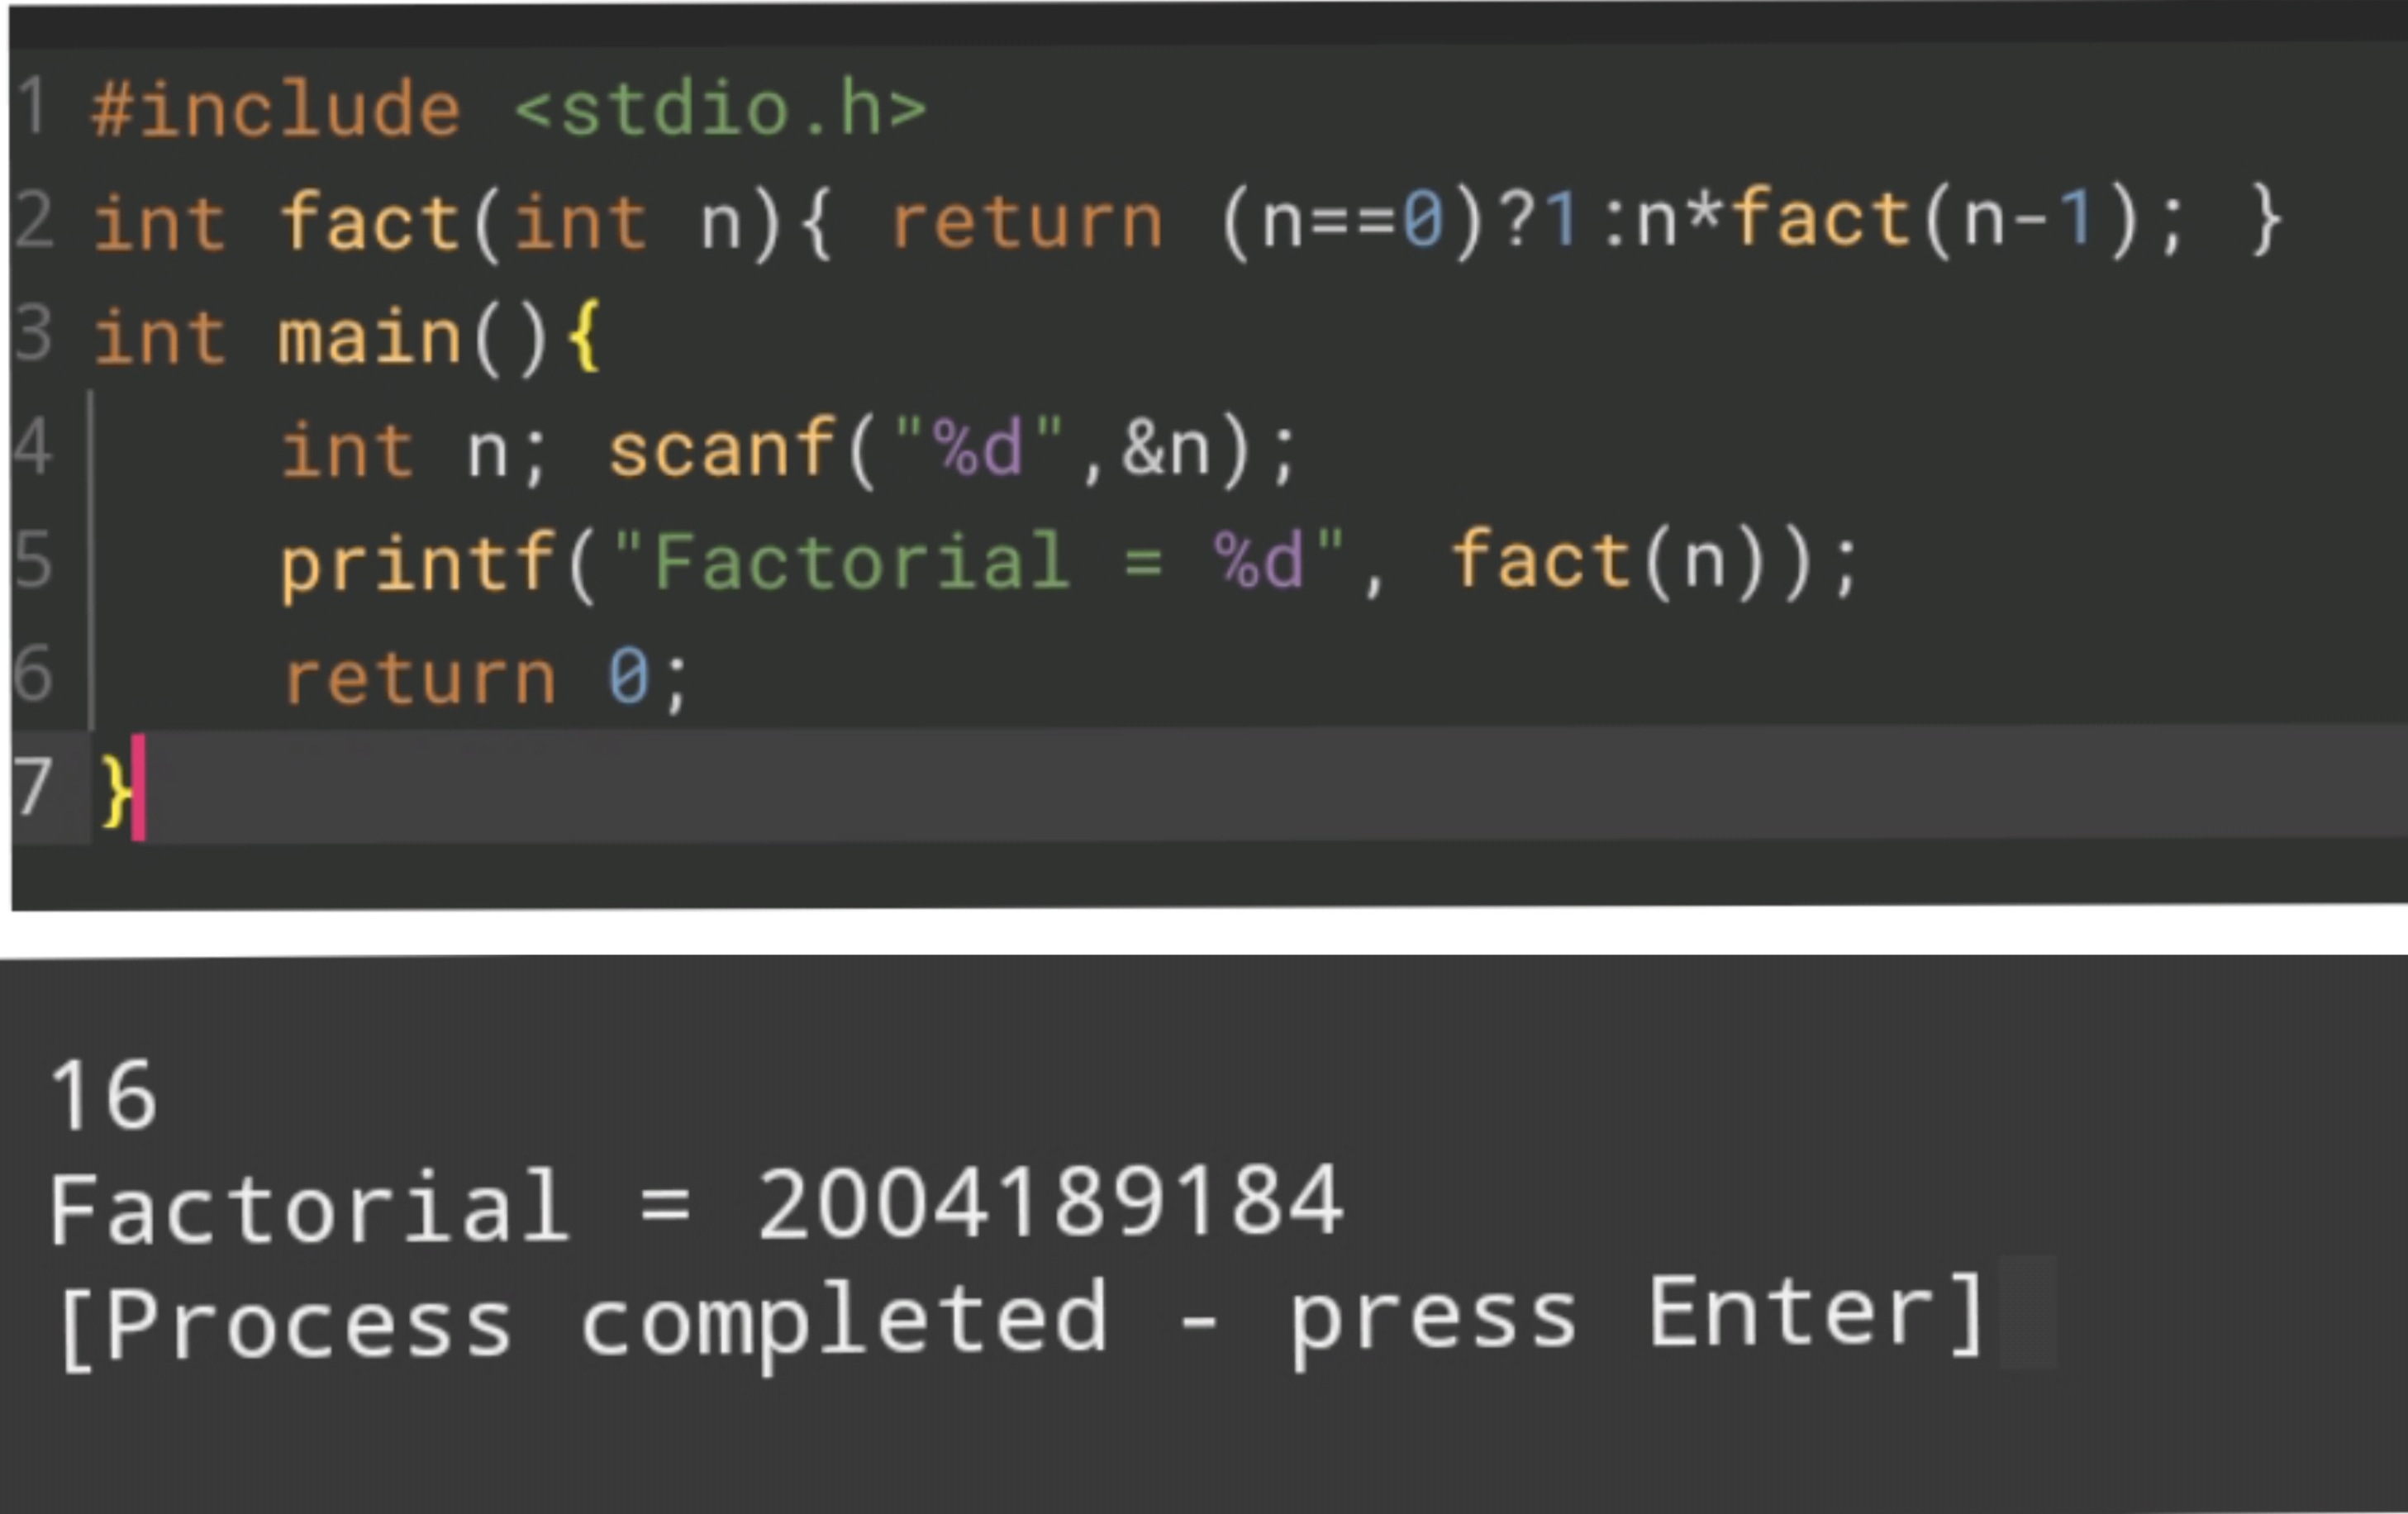 1 #include <stdio.h>
2 int fact(int n){ return (n==0)?1:n*fact(n-1); }
3 int main(){
4     int n; scanf("%d",&n);
5     printf("Factorial = %d", fact(n));
6     return 0;
7 }
16
Factorial = 2004189184
[Process completed - press Enter]